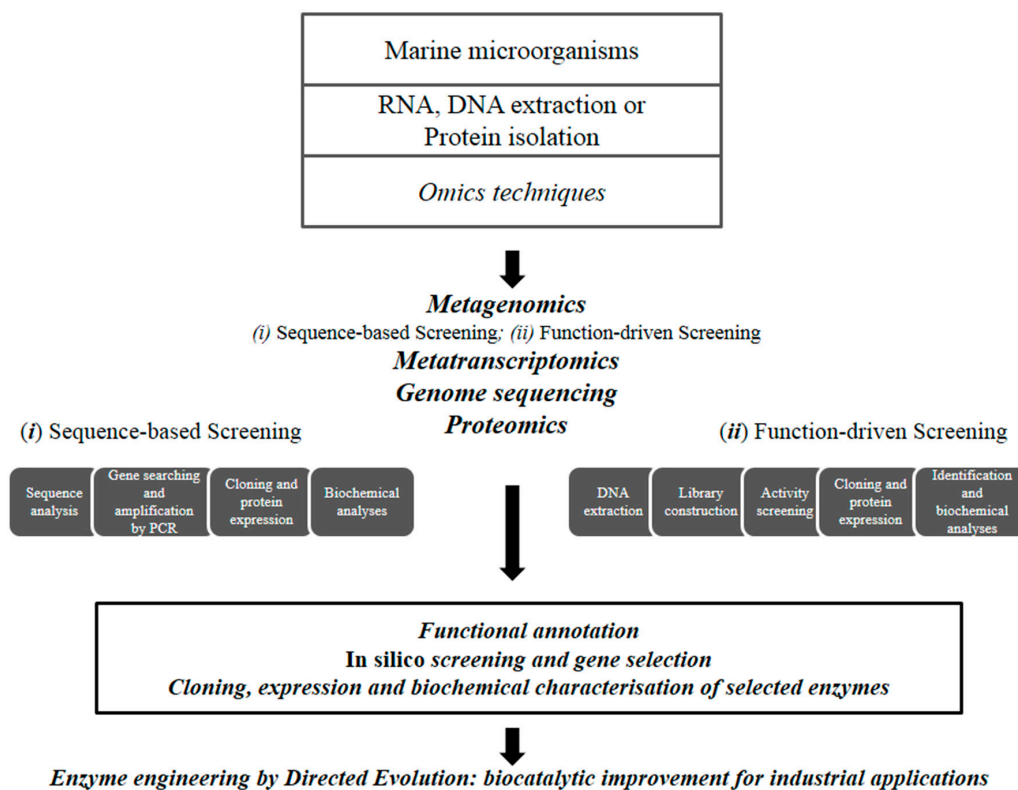 Marine microorganisms
RNA, DNA extraction or
Protein isolation
Omics techniques
Metagenomics
(i) Sequence-based Screening; (ii) Function-driven Screening
Metatranscriptomics
Genome sequencing
Proteomics
(i) Sequence-based Screening
Sequence
analysis
Gene searching
and
amplification
by PCR
Cloning and
protein
expression
Biochemical
analyses
(ii) Function-driven Screening
DNA
extraction
Library
construction
Activity
screening
Cloning and
protein
expression
Identification
and
biochemical
analyses
Functional annotation
In silico screening and gene selection
Cloning, expression and biochemical characterisation of selected enzymes
Enzyme engineering by Directed Evolution: biocatalytic improvement for industrial applications